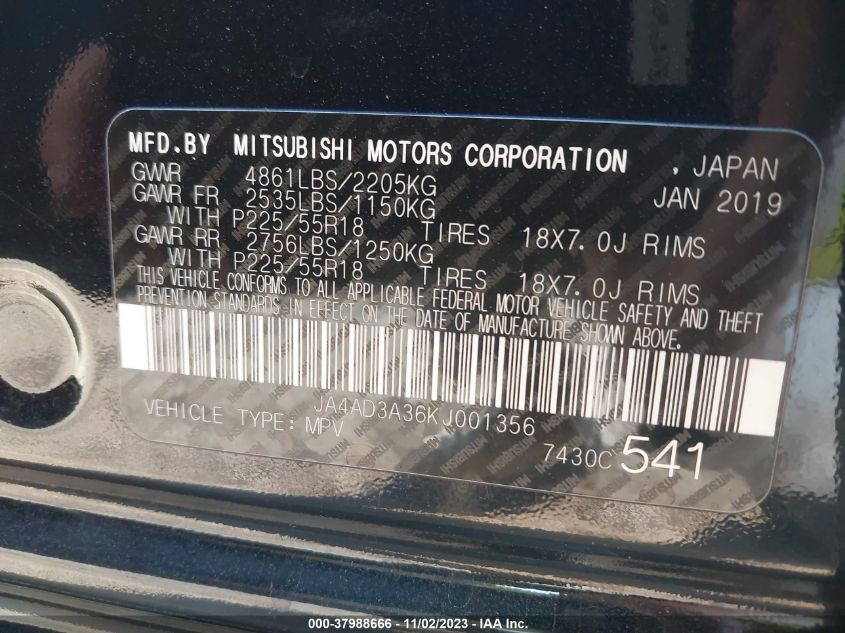 MFD.BY MITSUBISHI MOTORS CORPORATION , JAPAN
GWWR 4861LBS/2205KG JAN 2019
GAWR FR 2535LBS/1150KG
WITH P225/55R18 TIRES 18X7.0J RIMS
GAWR RR 2756LBS/1250KG
WITH P225/55R18 TIRES 18X7.0J RIMS
THIS VEHICLE CONFORMS TO ALL APPLICABLE FEDERAL MOTOR VEHICLE SAFETY AND THEFT
PREVENTION STANDARDS IN EFFECT ON THE DATE OF MANUFACTURE SHOWN ABOVE.
JA4AD3A36KJ001356
VEHICLE TYPE: MPV
7430C 541
000-37988666 - 11/02/2023 - IAA, Inc.